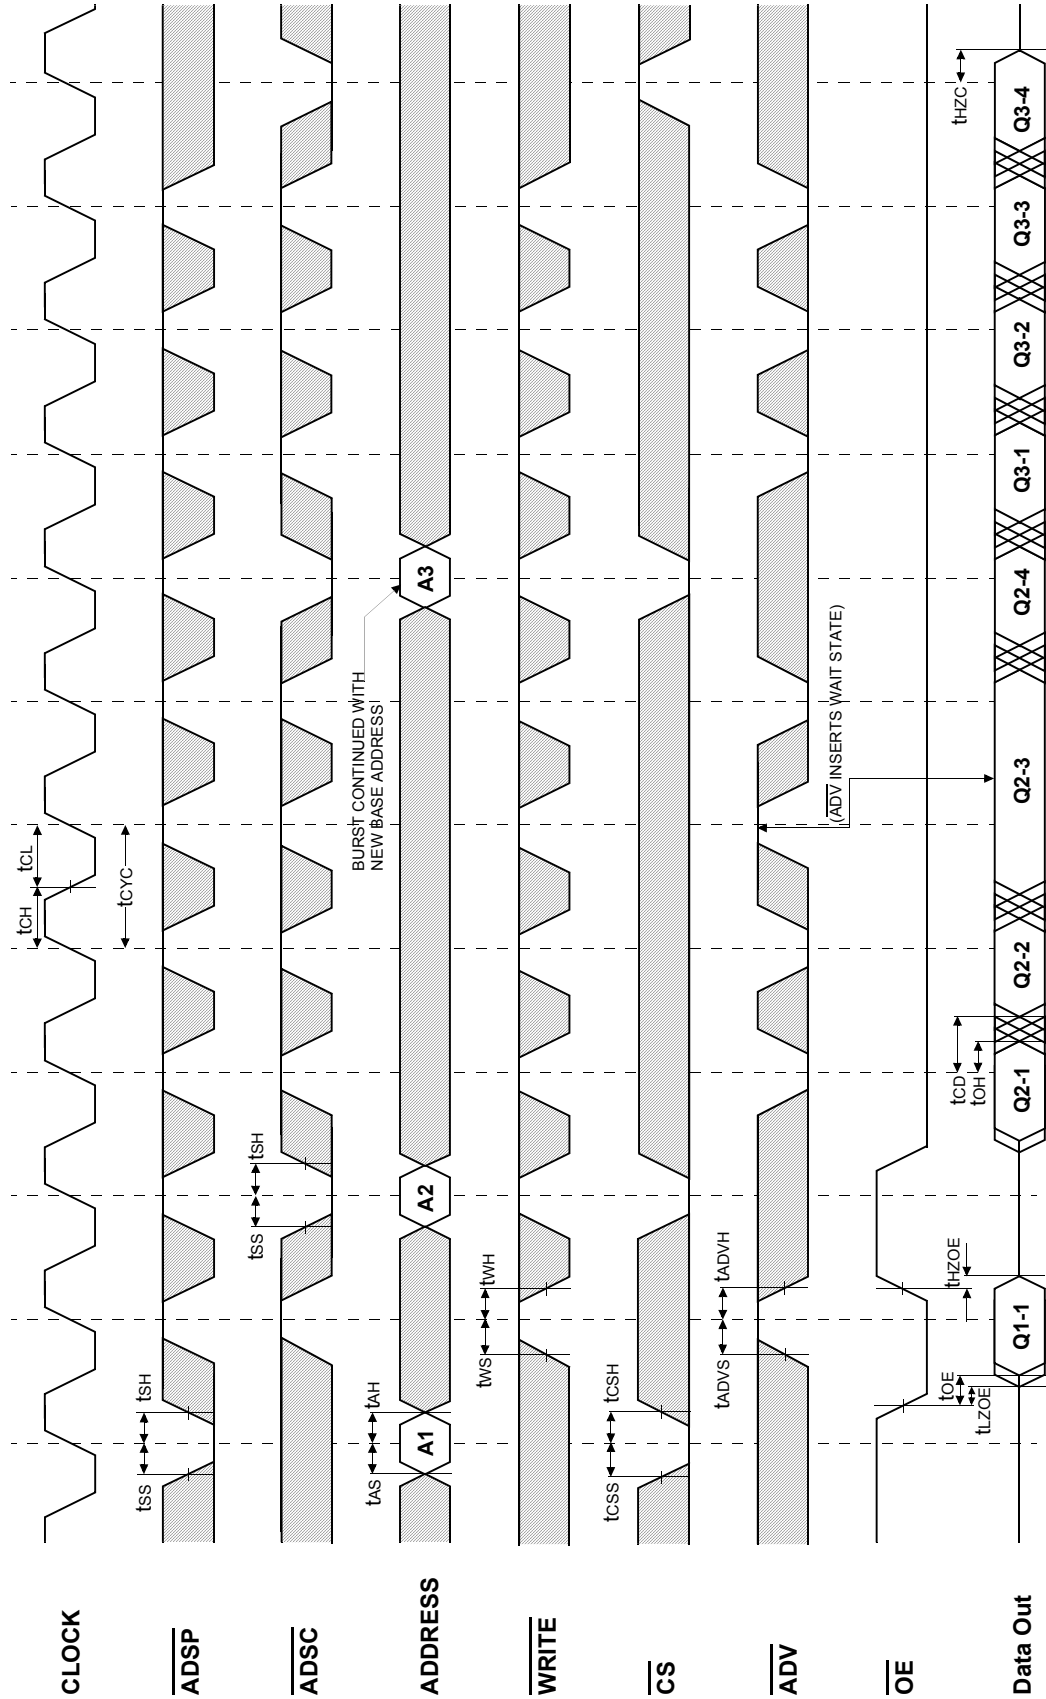 CLOCK
tCH
tCL
tCYC
ADSP
tSS
tSH
ADSC
tSS
tSH
ADDRESS
tAS
tAH
A1
A2
A3
BURST CONTINUED WITH
NEW BASE ADDRESS
WRITE
tWS
tWH
CS
tCSS
tCSH
ADV
tADVS
tADVH
(ADV INSERTS WAIT STATE)
OE
Data Out
tOE
tLZOE
tHZOE
tCD
tOH
tHZC
Q1-1
Q2-1
Q2-2
Q2-3
Q2-4
Q3-1
Q3-2
Q3-3
Q3-4